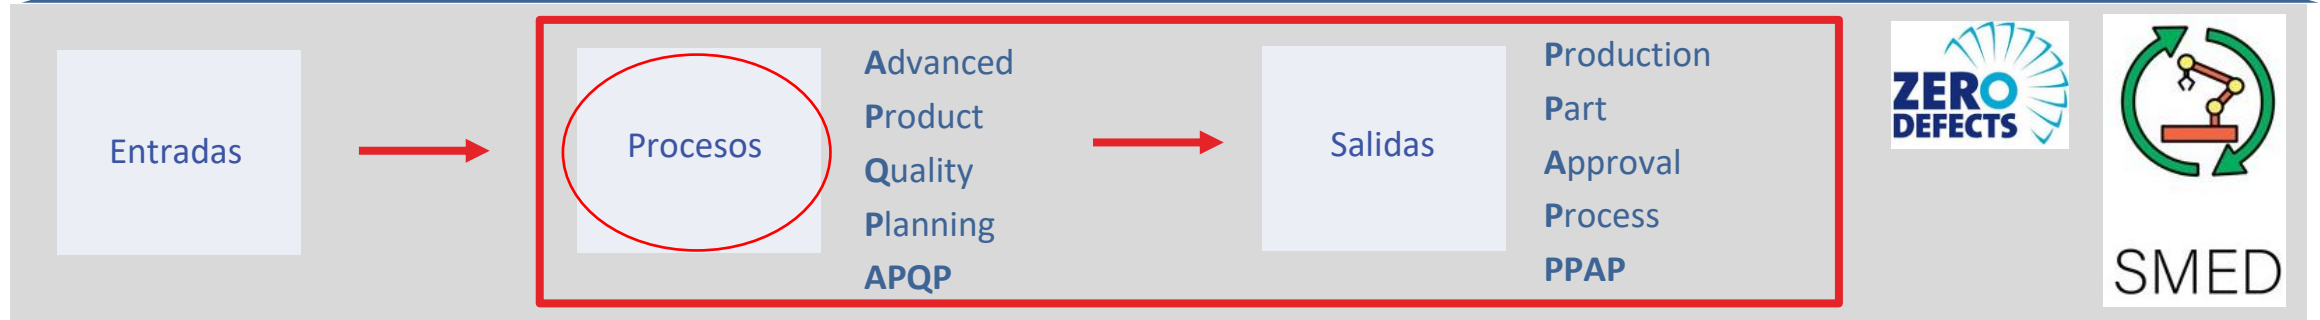 Entradas
Procesos
Advanced
Product
Quality
Planning
APQP
Salidas
Production
Part
Approval
Process
PPAP
ZERO
DEFECTS
SMED